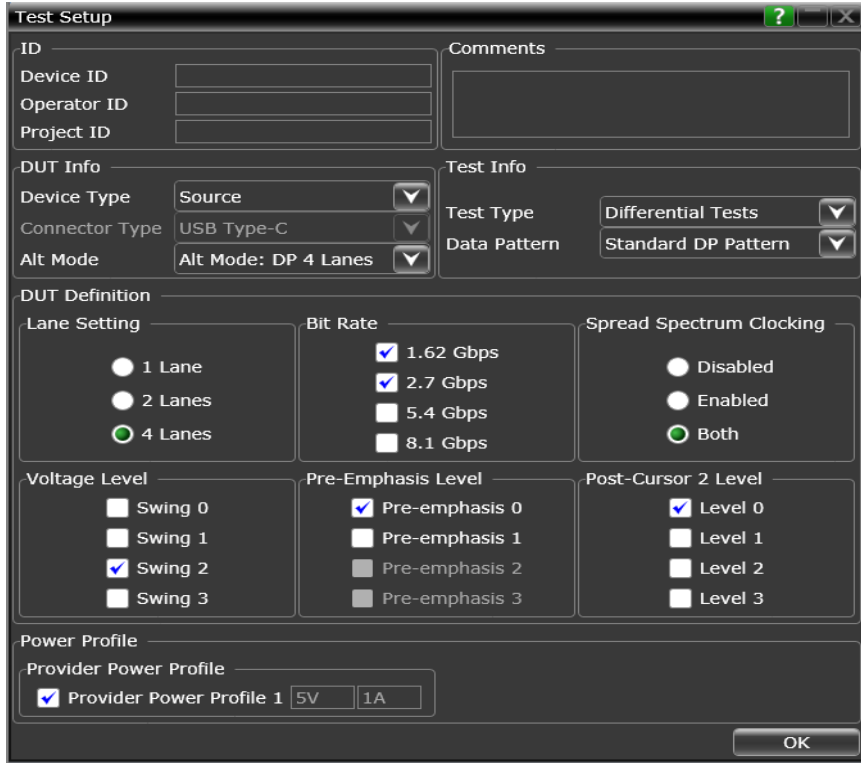 Test Setup
?
X
ID
Device ID
Operator ID
Project ID
Comments
DUT Info
Device Type Source
Connector Type USB Type-C
Alt Mode Alt Mode: DP 4 Lanes
Test Info
Test Type Differential Tests
Data Pattern Standard DP Pattern
DUT Definition
Lane Setting
1 Lane
2 Lanes
4 Lanes
Bit Rate
1.62 Gbps
2.7 Gbps
5.4 Gbps
8.1 Gbps
Spread Spectrum Clocking
Disabled
Enabled
Both
Voltage Level
Swing 0
Swing 1
Swing 2
Swing 3
Pre-Emphasis Level
Pre-emphasis 0
Pre-emphasis 1
Pre-emphasis 2
Pre-emphasis 3
Post-Cursor 2 Level
Level 0
Level 1
Level 2
Level 3
Power Profile
Provider Power Profile
Provider Power Profile 1 5V 1A
OK